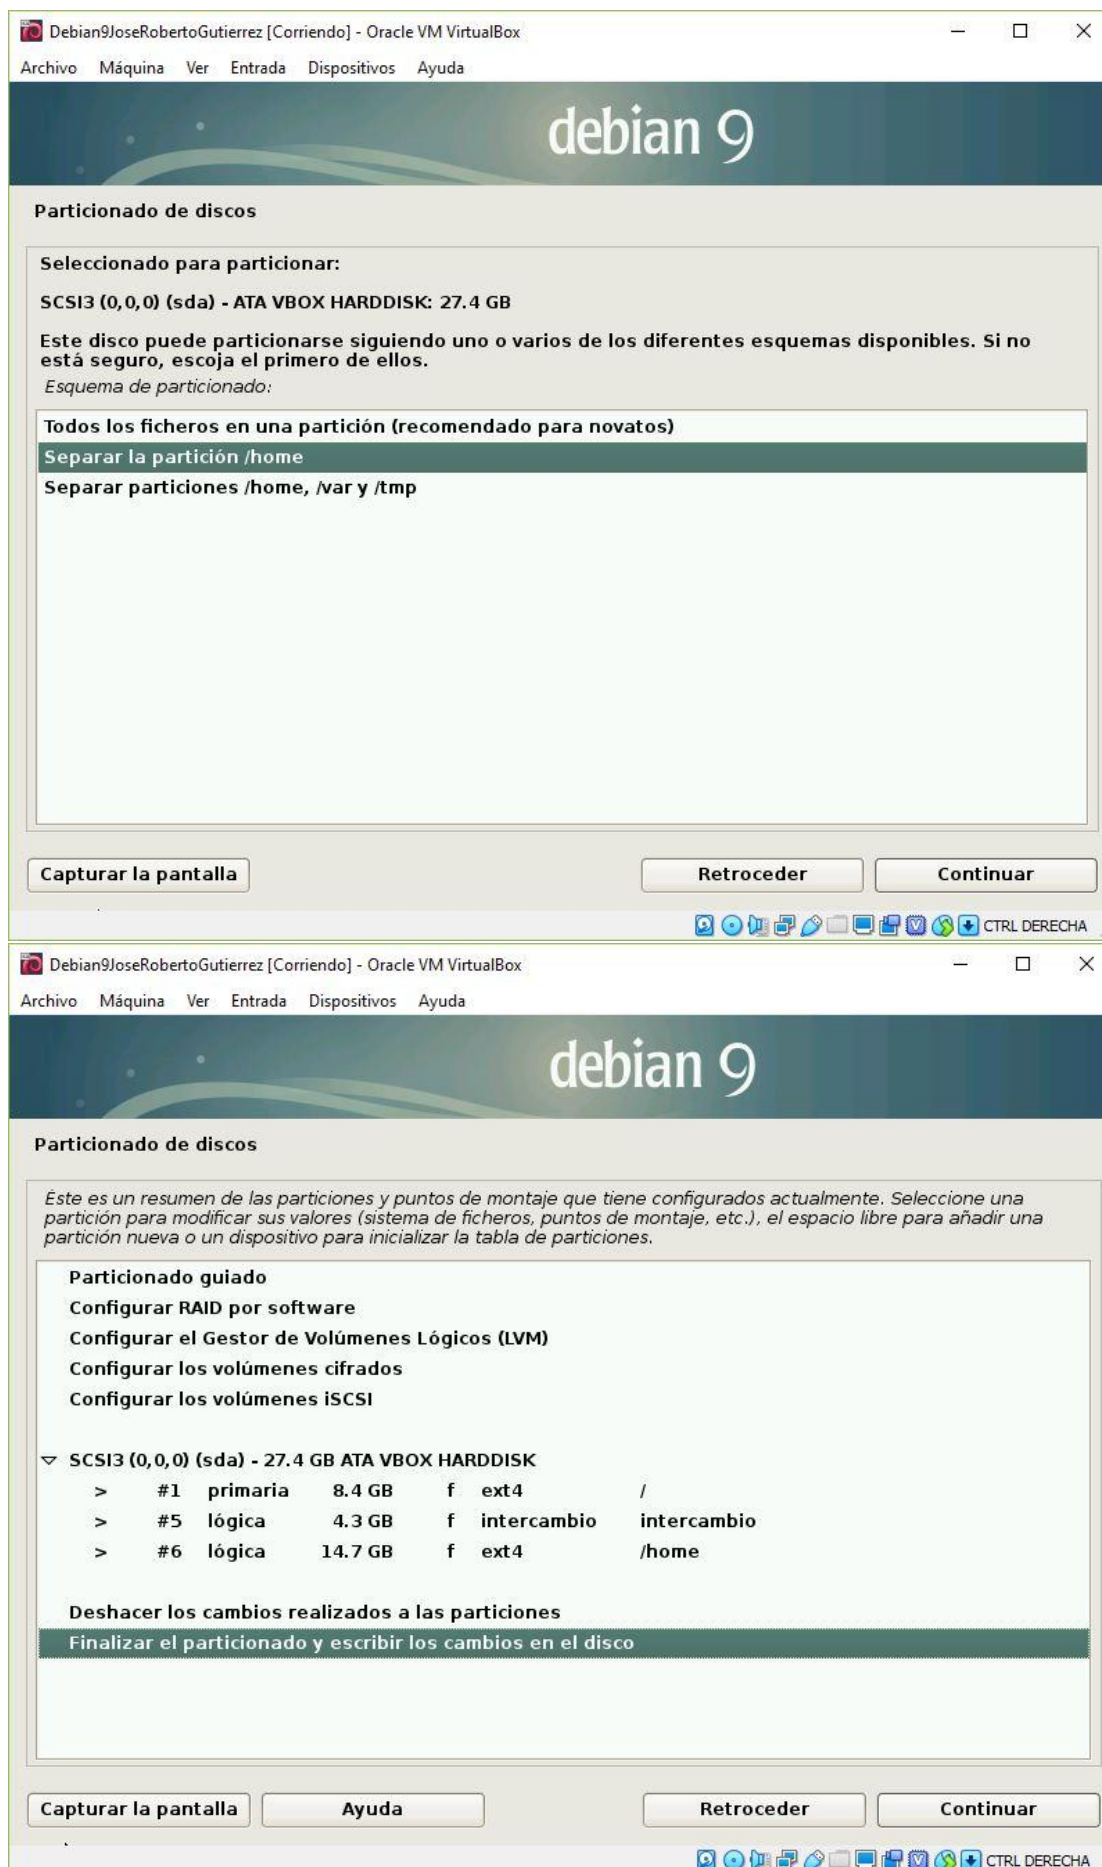 Debian9JoseRobertoGutierrez [Corriendo] - Oracle VM VirtualBox
Archivo Máquina Ver Entrada Dispositivos Ayuda
debian 9
Particionado de discos
Seleccionado para particionar:
SCSI3 (0,0,0) (sda) - ATA VBOX HARDDISK: 27.4 GB
Este disco puede particionarse siguiendo uno o varios de los diferentes esquemas disponibles. Si no
está seguro, escoja el primero de ellos.
Esquema de particionado:
Todos los ficheros en una partición (recomendado para novatos)
Separar la partición /home
Separar particiones /home, /var y /tmp
Capturar la pantalla Retroceder Continuar
CTRL DERECHA
Debian9JoseRobertoGutierrez [Corriendo] - Oracle VM VirtualBox
Archivo Máquina Ver Entrada Dispositivos Ayuda
debian 9
Particionado de discos
Éste es un resumen de las particiones y puntos de montaje que tiene configurados actualmente. Seleccione una
partición para modificar sus valores (sistema de ficheros, puntos de montaje, etc.), el espacio libre para añadir una
partición nueva o un dispositivo para inicializar la tabla de particiones.
Particionado guiado
Configurar RAID por software
Configurar el Gestor de Volúmenes Lógicos (LVM)
Configurar los volúmenes cifrados
Configurar los volúmenes iSCSI
SCSI3 (0,0,0) (sda) - 27.4 GB ATA VBOX HARDDISK
> #1 primaria 8.4 GB f ext4 /
> #5 lógica 4.3 GB f intercambio intercambio
> #6 lógica 14.7 GB f ext4 /home
Deshacer los cambios realizados a las particiones
Finalizar el particionado y escribir los cambios en el disco
Capturar la pantalla Ayuda Retroceder Continuar
CTRL DERECHA